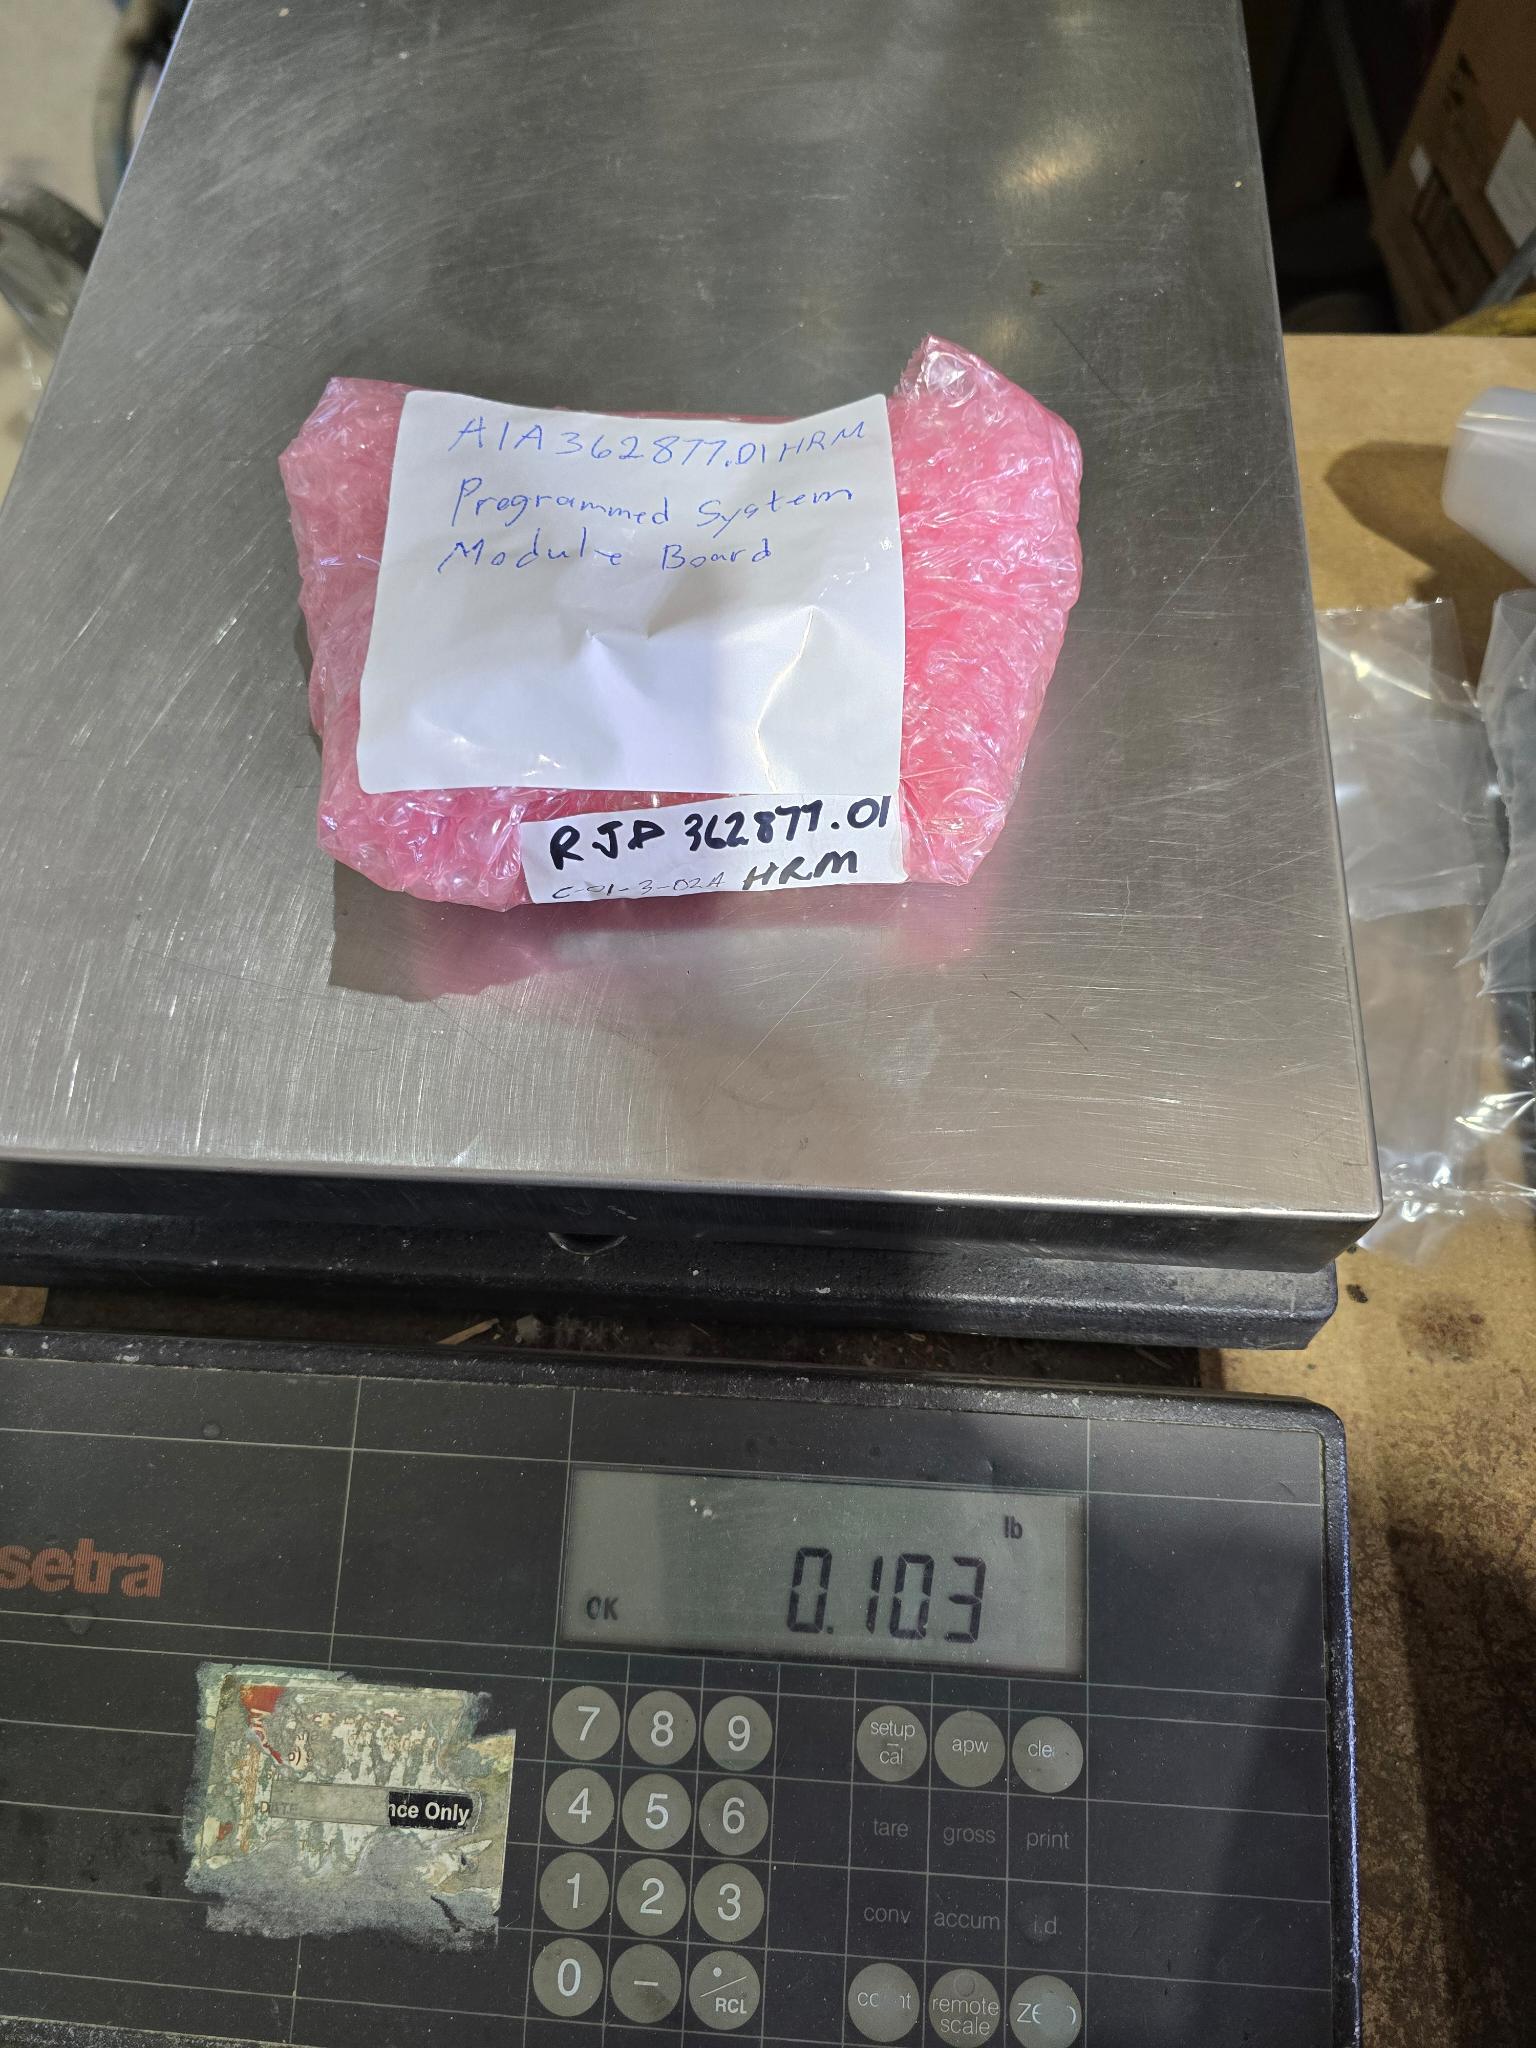 A1A362877.01HRM
Programmed System
Module Board
RJP 362877.01
C-01-3-02A HRM
lb
OK 0.103
setra
nce Only
DATE
7 8 9 setup cal apw cle
4 5 6 tare gross print
1 2 3 conv accum i.d.
0 – •/RCL remote scale